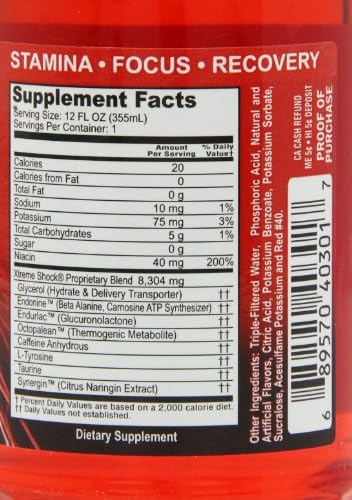 STAMINA • FOCUS • RECOVERY
Supplement Facts
Serving Size: 12 FL OZ (355mL)
Servings Per Container: 1
Amount Per Serving % Daily Value†
Calories 20
Calories from Fat 0
Total Fat 0 g
Sodium 10 mg 1%
Potassium 75 mg 3%
Total Carbohydrates 5 g 1%
Sugar 0 g
Niacin 40 mg 200%
Xtreme Shock® Proprietary Blend 8,304 mg
Glycerol (Hydrate & Delivery Transporter) ††
Endonine™ (Beta Alanine, Carnosine ATP Synthesizer) ††
Endurlac™ (Glucuronolactone) ††
Octopalean™ (Thermogenic Metabolite) ††
Caffeine Anhydrous ††
L-Tyrosine ††
Taurine ††
Synergin™ (Citrus Naringin Extract) ††
† Percent Daily Values are based on a 2,000 calorie diet.
†† Daily Values not established.
Dietary Supplement
Other Ingredients: Triple-Filtered Water, Phosphoric Acid, Natural and
Artificial Flavors, Citric Acid, Potassium Benzoate, Potassium Sorbate,
Sucralose, Acesulfame Potassium and Red #40.
CA CASH REFUND
ME 5¢ • HI 5¢ DEPOSIT
PROOF OF
PURCHASE
6 89570 40301 7